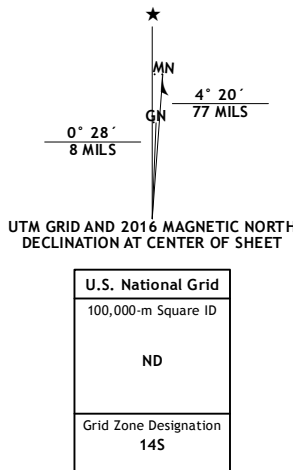 ★
MN
GN
4° 20´
77 MILS
0° 28´
8 MILS
UTM GRID AND 2016 MAGNETIC NORTH
DECLINATION AT CENTER OF SHEET
U.S. National Grid
100,000-m Square ID
ND
Grid Zone Designation
14S